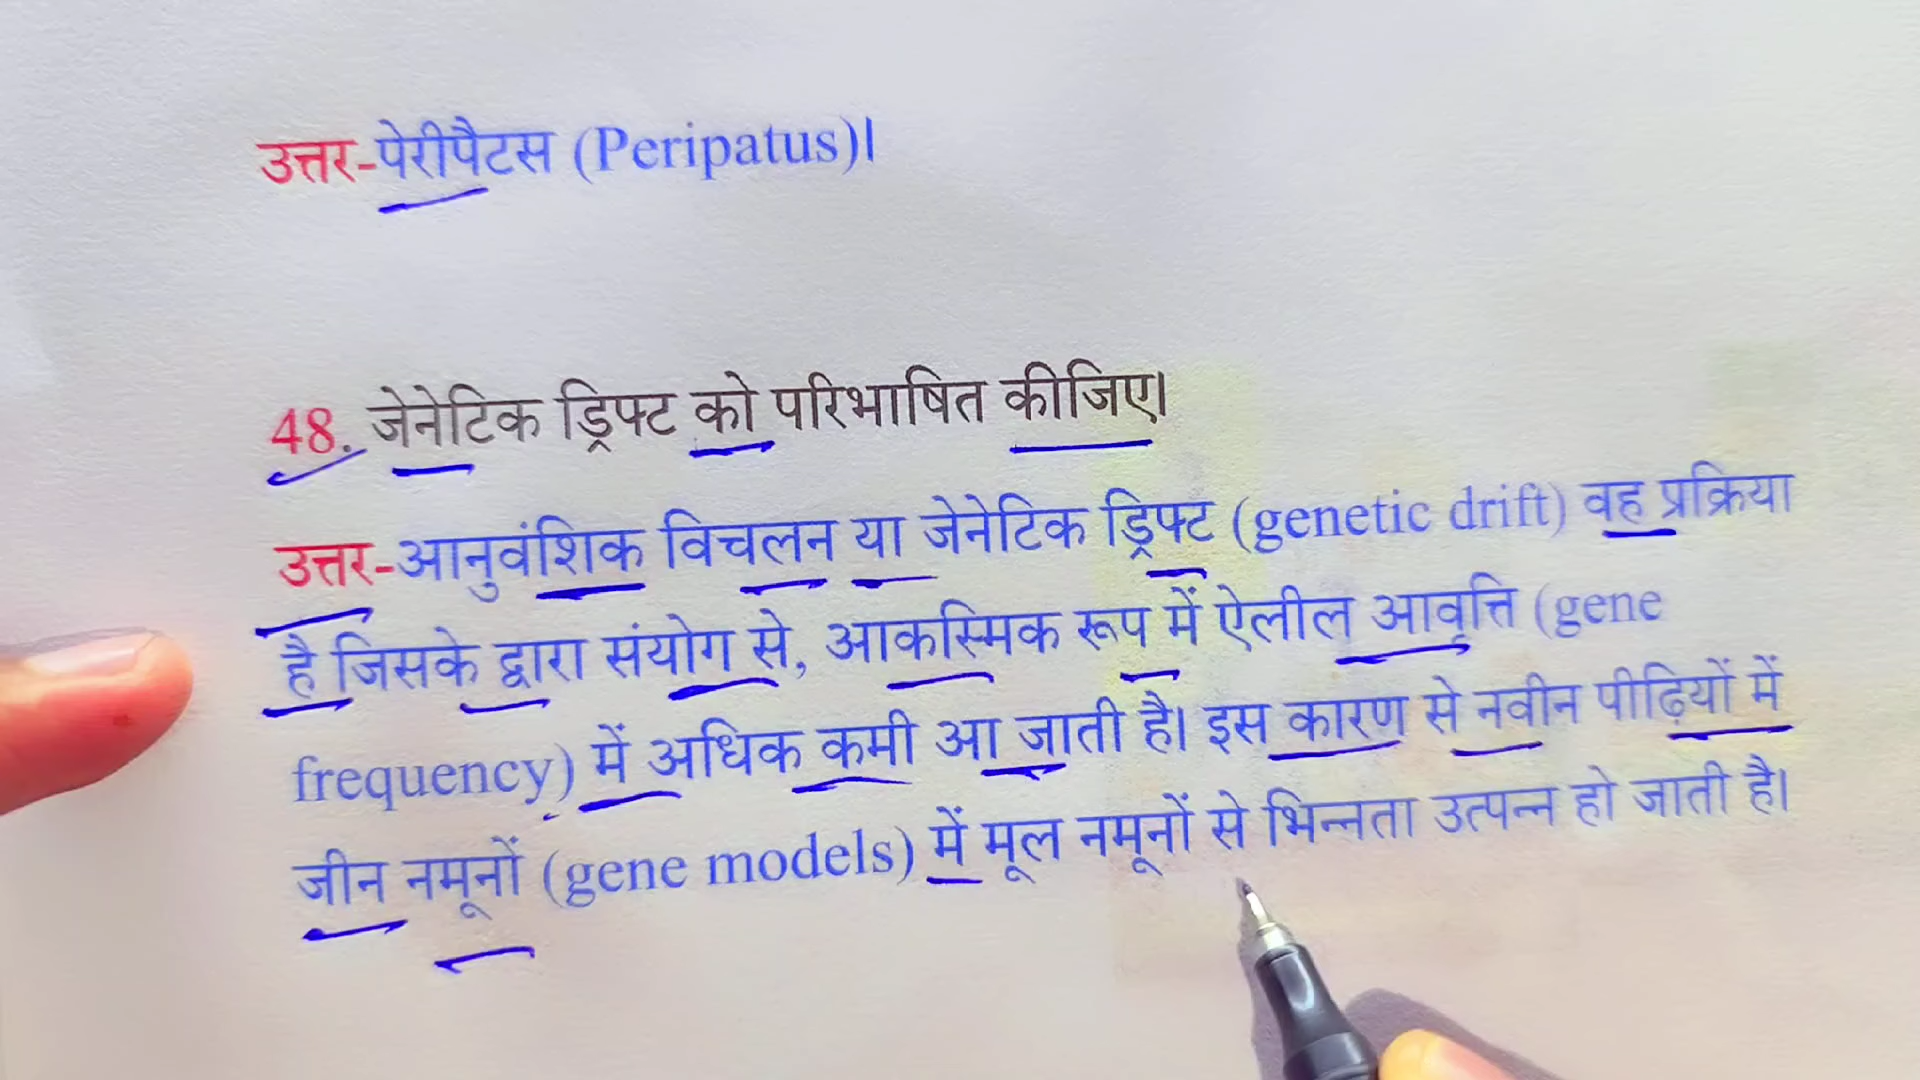 उत्तर-पेरीपैटस (Peripatus)।
48. जेनेटिक ड्रिफ्ट को परिभाषित कीजिए।
उत्तर-आनुवंशिक विचलन या जेनेटिक ड्रिफ्ट (genetic drift) वह प्रक्रिया
है जिसके द्वारा संयोग से, आकस्मिक रूप में ऐलील आवृत्ति (gene
frequency) में अधिक कमी आ जाती है। इस कारण से नवीन पीढ़ियों में
जीन नमूनों (gene models) में मूल नमूनों से भिन्नता उत्पन्न हो जाती है।